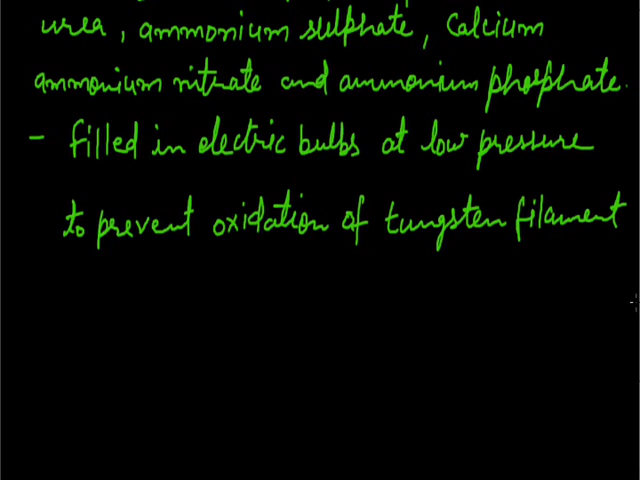 urea, ammonium sulphate, Calcium
ammonium nitrate and ammonium phosphate.
- filled in electric bulbs at low pressure
to prevent oxidation of tungsten filament